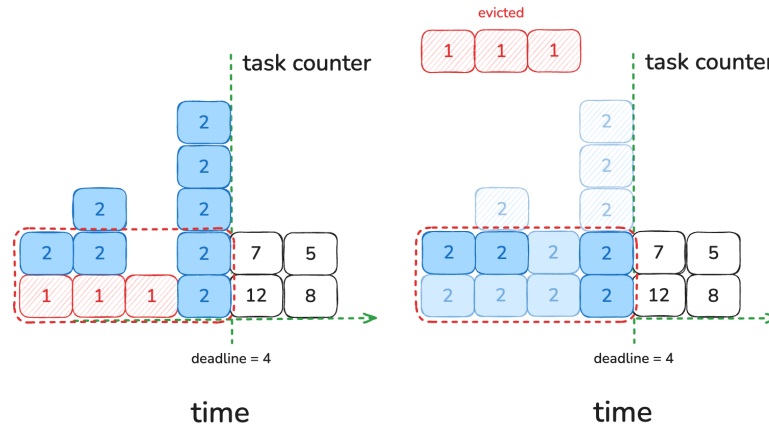 evicted
1 1 1
task counter
task counter
2 2
2 2
2 2 2 2
2 2 2 7 5 2 2 2 2 7 5
1 1 1 2 12 8 2 2 2 2 12 8
deadline = 4
deadline = 4
time
time